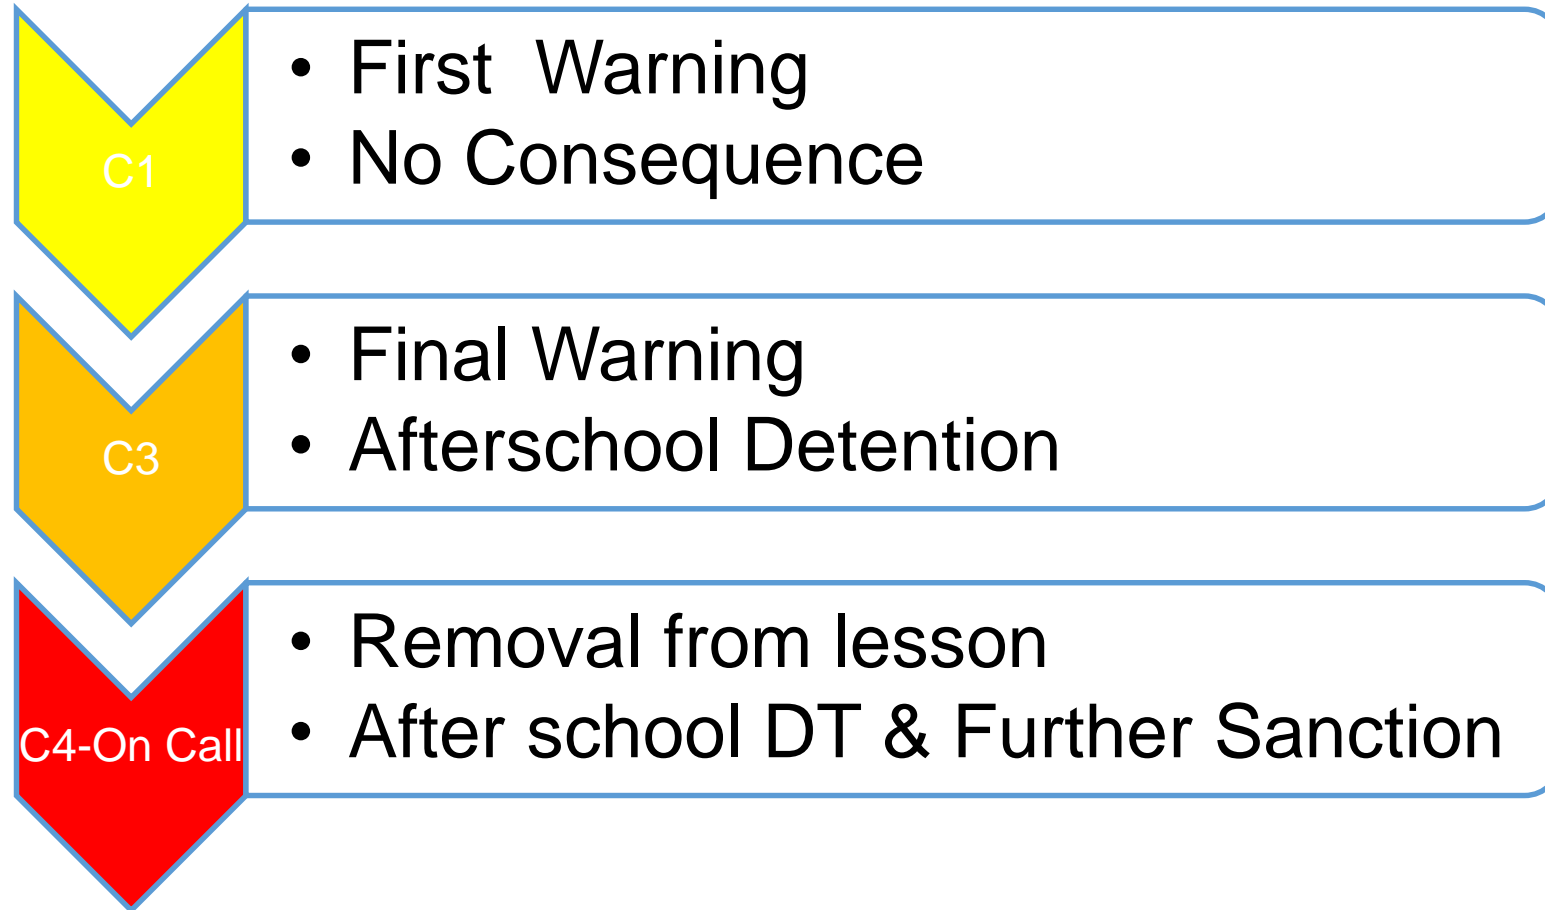 C1
• First  Warning
• No Consequence
C3
• Final Warning
• Afterschool Detention
C4-On Call
• Removal from lesson
• After school DT & Further Sanction